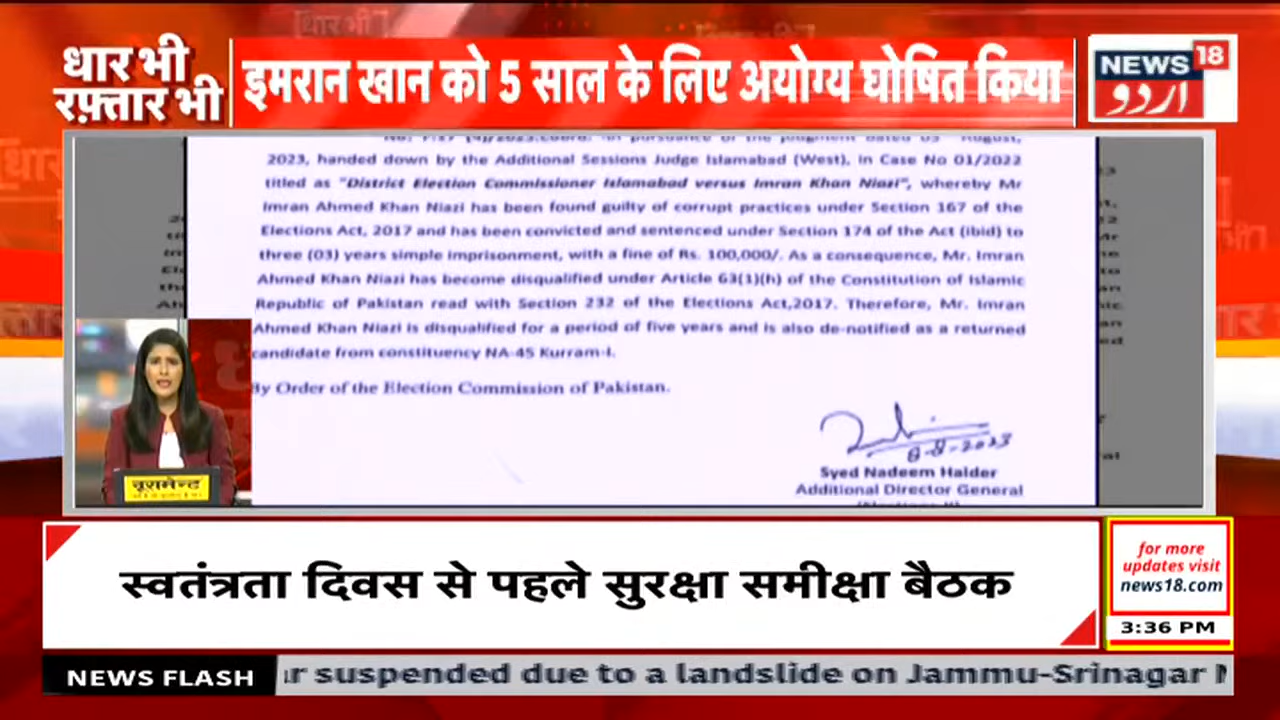 धार भी
रफ़्तार भी
इमरान खान को 5 साल के लिए अयोग्य घोषित किया
NEWS 18
اردو
2023, handed down by the Additional Sessions Judge Islamabad (West), in Case No 01/2022
titled as "District Election Commissioner Islamabad versus Imran Khan Niazi", whereby Mr
Imran Ahmed Khan Niazi has been found guilty of corrupt practices under Section 167 of the
Elections Act, 2017 and has been convicted and sentenced under Section 174 of the Act (ibid) to
three (03) years simple imprisonment, with a fine of Rs. 100,000/. As a consequence, Mr. Imran
Ahmed Khan Niazi has become disqualified under Article 63(1)(h) of the Constitution of Islamic
Republic of Pakistan read with Section 232 of the Elections Act,2017. Therefore, Mr. Imran
Ahmed Khan Niazi is disqualified for a period of five years and is also de-notified as a returned
candidate from constituency NA-45 Kurram-I.
By Order of the Election Commission of Pakistan.
8-8-2023
Syed Nadeem Haider
Additional Director General
स्वतंत्रता दिवस से पहले सुरक्षा समीक्षा बैठक
for more
updates visit
news18.com
3:36 PM
NEWS FLASH
suspended due to a landslide on Jammu-Srinagar